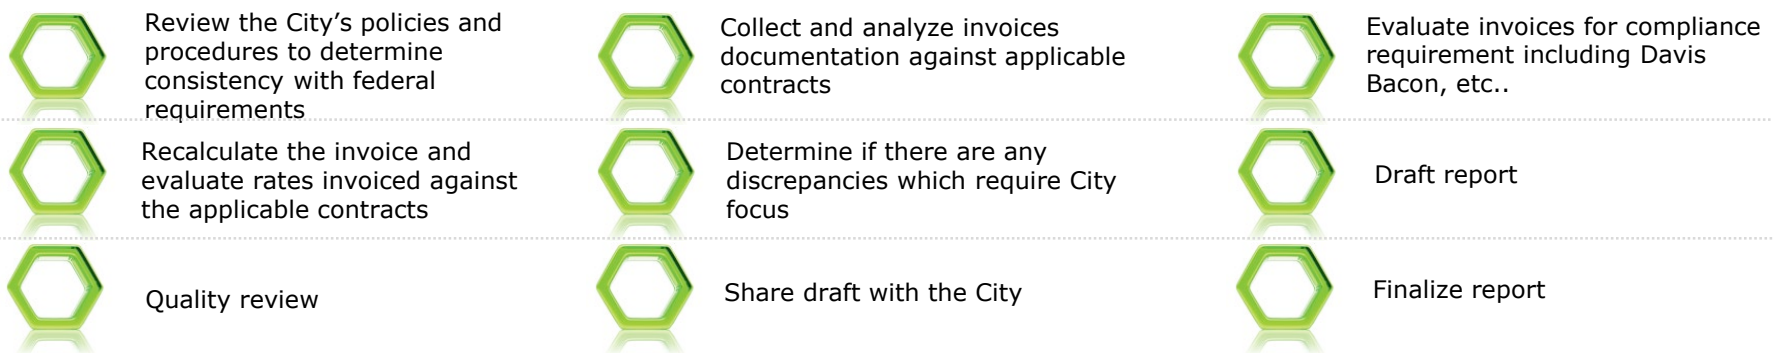 Review the City’s policies and
procedures to determine
consistency with federal
requirements
Collect and analyze invoices
documentation against applicable
contracts
Evaluate invoices for compliance
requirement including Davis
Bacon, etc..
Recalculate the invoice and
evaluate rates invoiced against
the applicable contracts
Determine if there are any
discrepancies which require City
focus
Draft report
Quality review
Share draft with the City
Finalize report